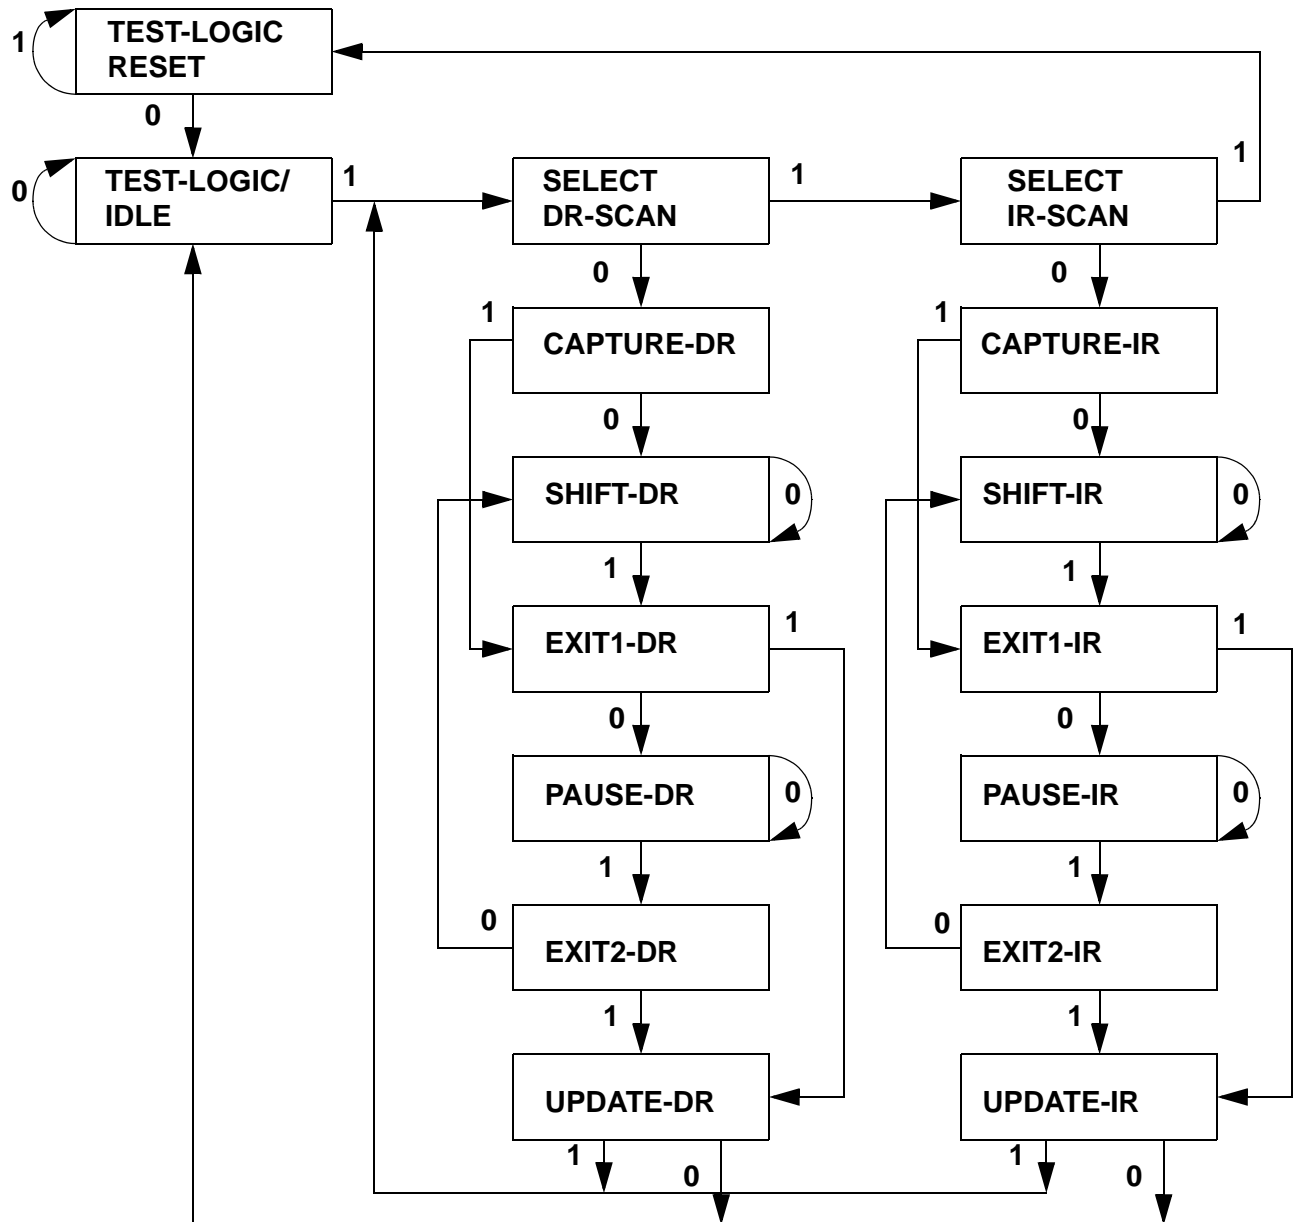 TEST-LOGIC
RESET
1
0
TEST-LOGIC/
IDLE
0
1
SELECT
DR-SCAN
1
SELECT
IR-SCAN
1
0
0
1
CAPTURE-DR
1
CAPTURE-IR
0
0
SHIFT-DR
0
SHIFT-IR
0
1
1
EXIT1-DR
1
EXIT1-IR
1
0
0
PAUSE-DR
0
PAUSE-IR
0
1
1
0
EXIT2-DR
0
EXIT2-IR
1
1
UPDATE-DR
UPDATE-IR
1
0
1
0